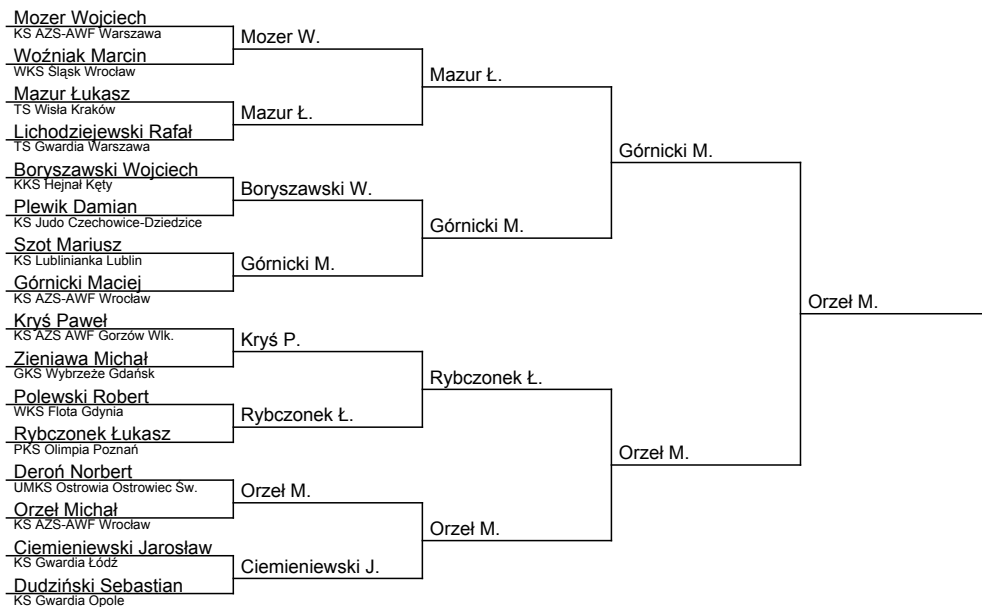 Mozer Wojciech
KS AZS-AWF Warszawa
Woźniak Marcin
WKS Śląsk Wrocław
Mazur Łukasz
TS Wisła Kraków
Lichodziejewski Rafał
TS Gwardia Warszawa
Boryszawski Wojciech
KKS Hejnał Kęty
Plewik Damian
KS Judo Czechowice-Dziedzice
Szot Mariusz
KS Lublinianka Lublin
Górnicki Maciej
KS AZS-AWF Wrocław
Kryś Paweł
KS AZS AWF Gorzów Wlk.
Zieniawa Michał
GKS Wybrzeże Gdańsk
Polewski Robert
WKS Flota Gdynia
Rybczonek Łukasz
PKS Olimpia Poznań
Deroń Norbert
UMKS Ostrowia Ostrowiec Św.
Orzeł Michał
KS AZS-AWF Wrocław
Ciemieniewski Jarosław
KS Gwardia Łódź
Dudziński Sebastian
KS Gwardia Opole
Mozer W.
Mazur Ł.
Boryszawski W.
Górnicki M.
Kryś P.
Rybczonek Ł.
Orzeł M.
Ciemieniewski J.
Mazur Ł.
Górnicki M.
Rybczonek Ł.
Orzeł M.
Górnicki M.
Orzeł M.
Orzeł M.